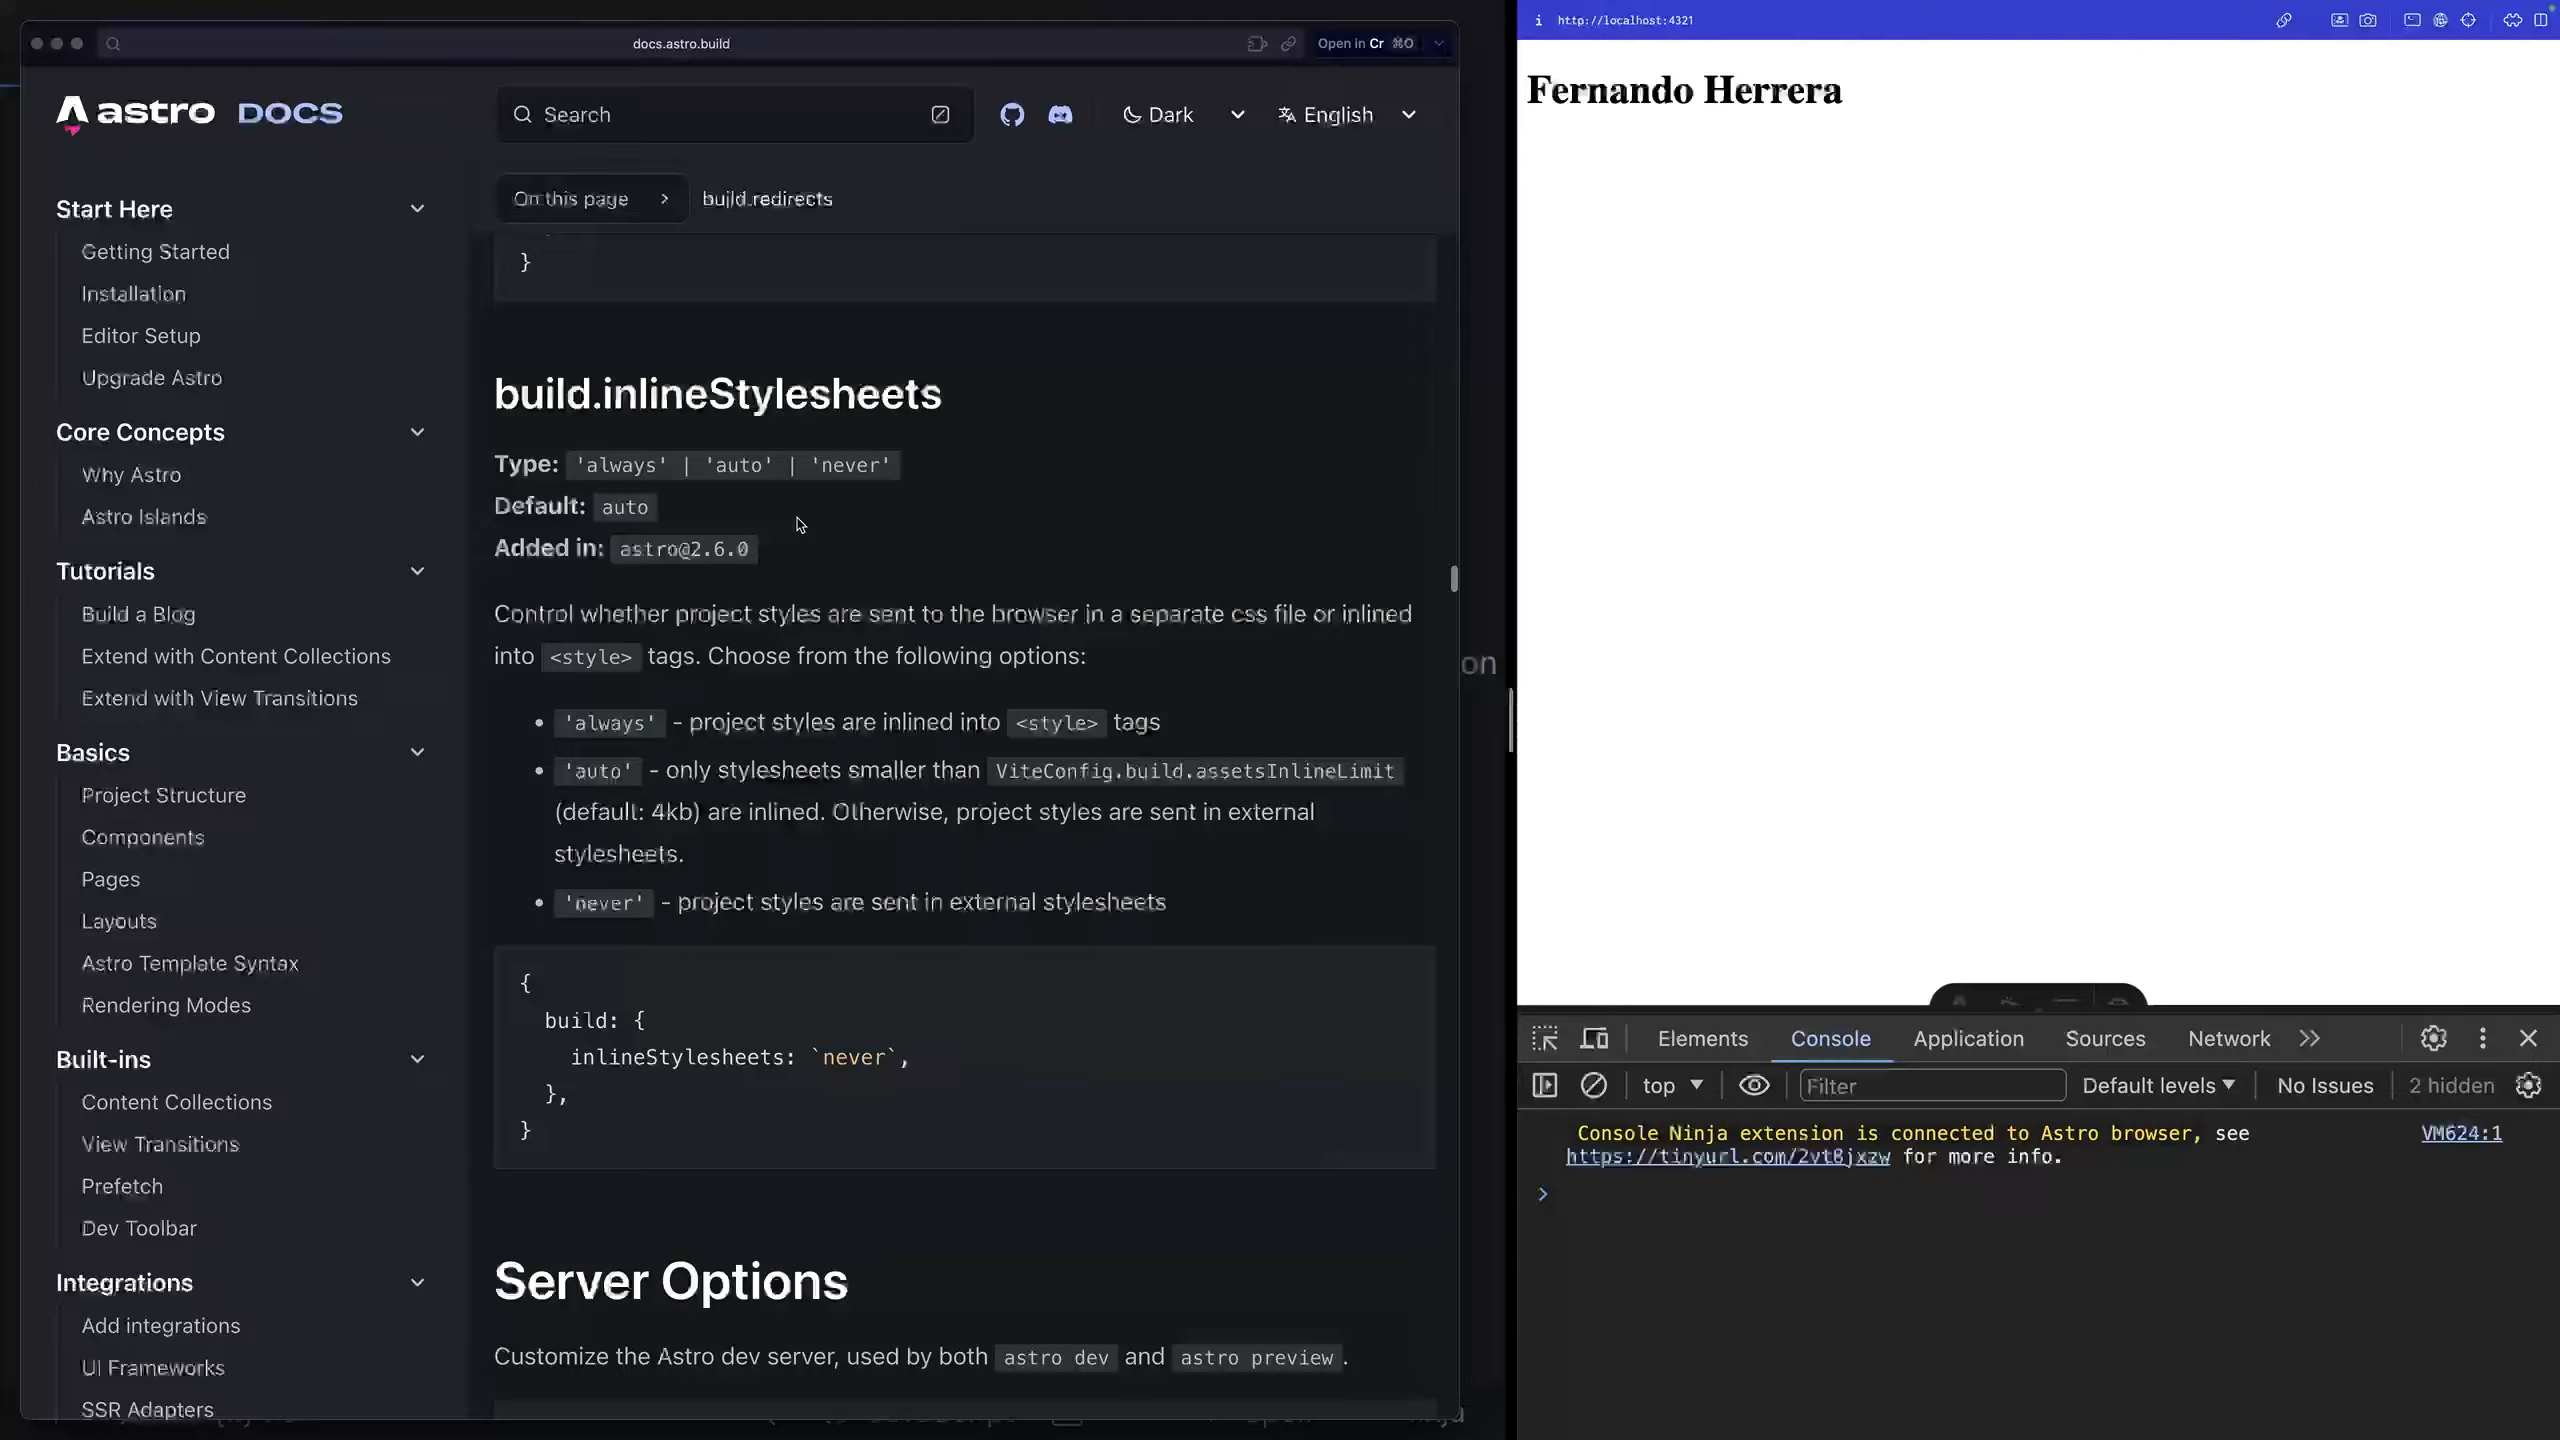 docs.astro.build
Open in Cr ⌘O
astro DOCS
Search
Dark
English
Start Here
Getting Started
Installation
Editor Setup
Upgrade Astro
Core Concepts
Why Astro
Astro Islands
Tutorials
Build a Blog
Extend with Content Collections
Extend with View Transitions
Basics
Project Structure
Components
Pages
Layouts
Astro Template Syntax
Rendering Modes
Built-ins
Content Collections
View Transitions
Prefetch
Dev Toolbar
Integrations
Add integrations
UI Frameworks
SSR Adapters
On this page > build.redirects
}
build.inlineStylesheets
Type: 'always' | 'auto' | 'never'
Default: auto
Added in: astro@2.6.0
Control whether project styles are sent to the browser in a separate css file or inlined
into <style> tags. Choose from the following options:
• 'always' - project styles are inlined into <style> tags
• 'auto' - only stylesheets smaller than ViteConfig.build.assetsInlineLimit
(default: 4kb) are inlined. Otherwise, project styles are sent in external
stylesheets.
• 'never' - project styles are sent in external stylesheets
{
build: {
inlineStylesheets: `never`,
},
}
Server Options
Customize the Astro dev server, used by both astro dev and astro preview.
on
http://localhost:4321
Fernando Herrera
Elements Console Application Sources Network
top Filter Default levels No Issues 2 hidden
Console Ninja extension is connected to Astro browser, see VM624:1
https://tinyurl.com/2vt8jxzw for more info.